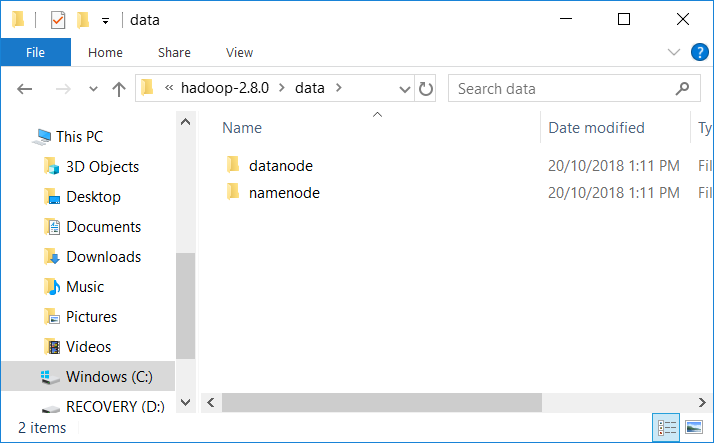 data
File Home Share View
« hadoop-2.8.0 data Search data
Name Date modified Ty
This PC
3D Objects
Desktop
Documents
Downloads
Music
Pictures
Videos
Windows (C:)
RECOVERY (D:)
datanode 20/10/2018 1:11 PM Fil
namenode 20/10/2018 1:11 PM Fil
2 items